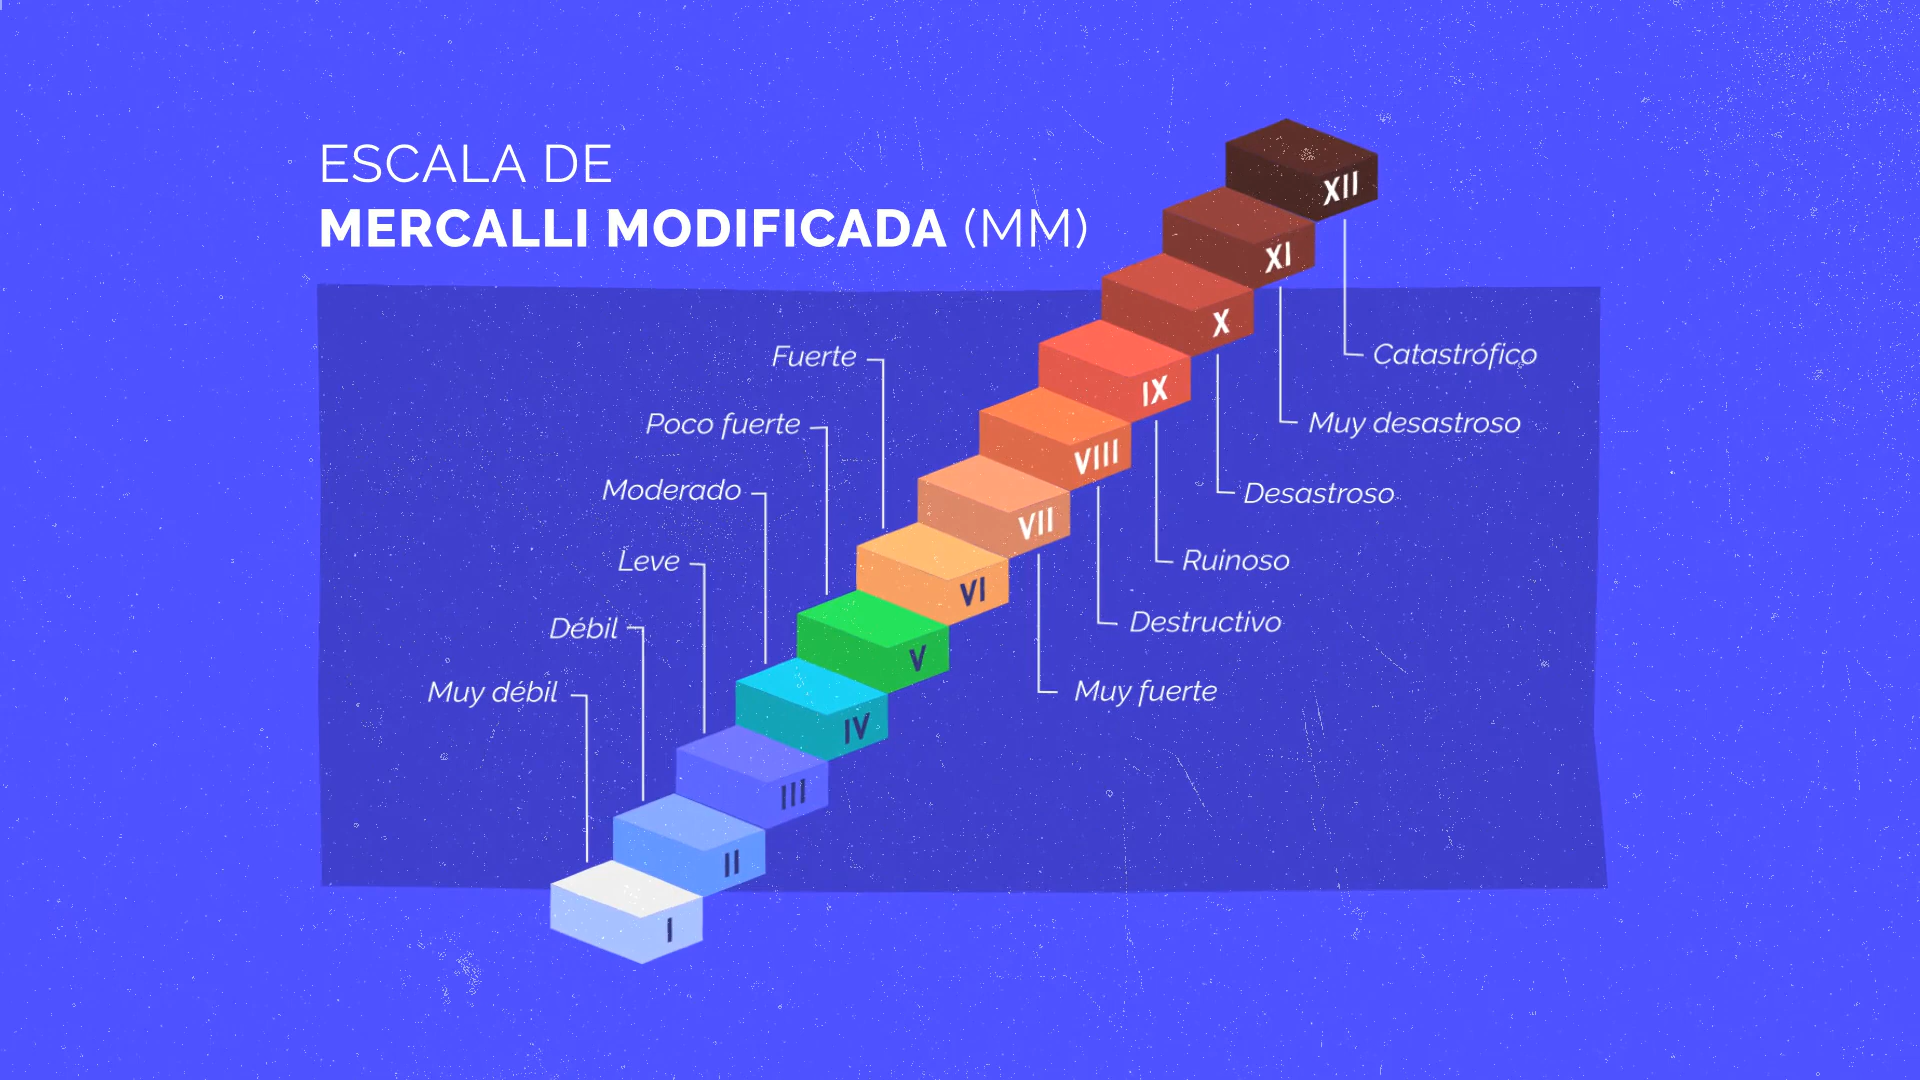 ESCALA DE
MERCALLI MODIFICADA (MM)
XII
XI
X
IX
VIII
VII
VI
V
IV
III
II
I
Fuerte
Poco fuerte
Moderado
Leve
Débil
Muy débil
Catastrófico
Muy desastroso
Desastroso
Ruinoso
Destructivo
Muy fuerte